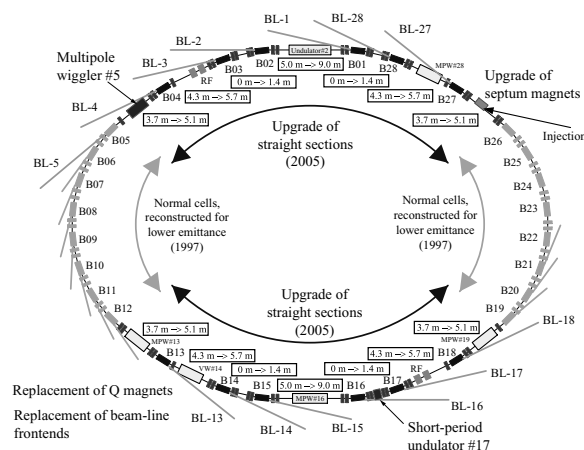 BL-1
BL-28
BL-27
BL-2
BL-3
Undulator#2
B02
B01
MPW#28
Multipole
wiggler #5
RF
B03
5.0 m –> 9.0 m
B28
Upgrade of
septum magnets
B04
0 m –> 1.4 m
0 m –> 1.4 m
B27
BL-4
4.3 m –> 5.7 m
4.3 m –> 5.7 m
3.7 m –> 5.1 m
3.7 m –> 5.1 m
Injection
B05
Upgrade of
straight sections
(2005)
B26
BL-5
B06
B25
B07
B24
Normal cells,
reconstructed for
lower emittance
(1997)
Normal cells,
reconstructed for
lower emittance
(1997)
B08
B23
B09
B22
B10
B21
B11
B20
Upgrade of
straight sections
(2005)
B12
B19
MPW#13
3.7 m –> 5.1 m
3.7 m –> 5.1 m
BL-18
MPW#19
B13
4.3 m –> 5.7 m
4.3 m –> 5.7 m
B18
VW#14
0 m –> 1.4 m
0 m –> 1.4 m
RF
BL-17
B14
B15
5.0 m –> 9.0 m
B16
B17
Replacement of Q magnets
MPW#16
BL-16
Replacement of beam-line
frontends
BL-13
BL-14
BL-15
Short-period
undulator #17